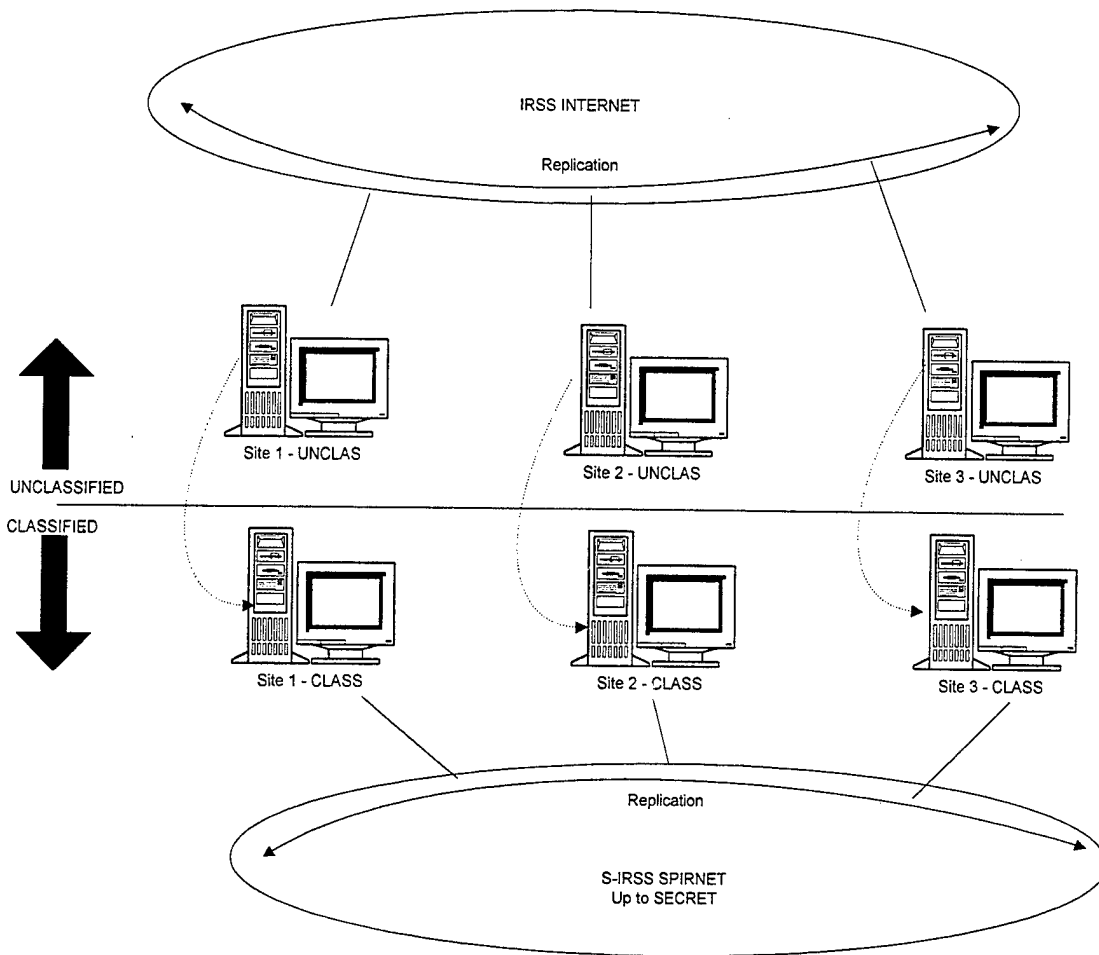 IRSS INTERNET
Replication
Site 1 - UNCLAS
Site 2 - UNCLAS
Site 3 - UNCLAS
UNCLASSIFIED
CLASSIFIED
Site 1 - CLASS
Site 2 - CLASS
Site 3 - CLASS
Replication
S-IRSS SPIRNET
Up to SECRET